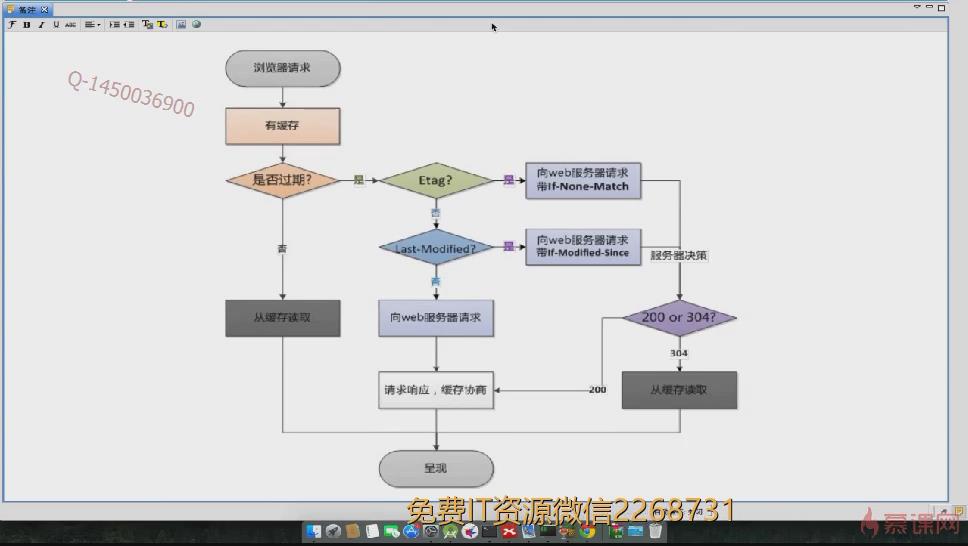 备注
Q-1450036900
浏览器请求
有缓存
是否过期?
是
Etag?
是
向web服务器请求
带If-None-Match
否
否
Last-Modified?
是
向web服务器请求
带If-Modified-Since
服务器决策
否
从缓存读取
向web服务器请求
200 or 304?
304
请求响应，缓存协商
200
从缓存读取
呈现
免费IT资源微信2268731
慕课网